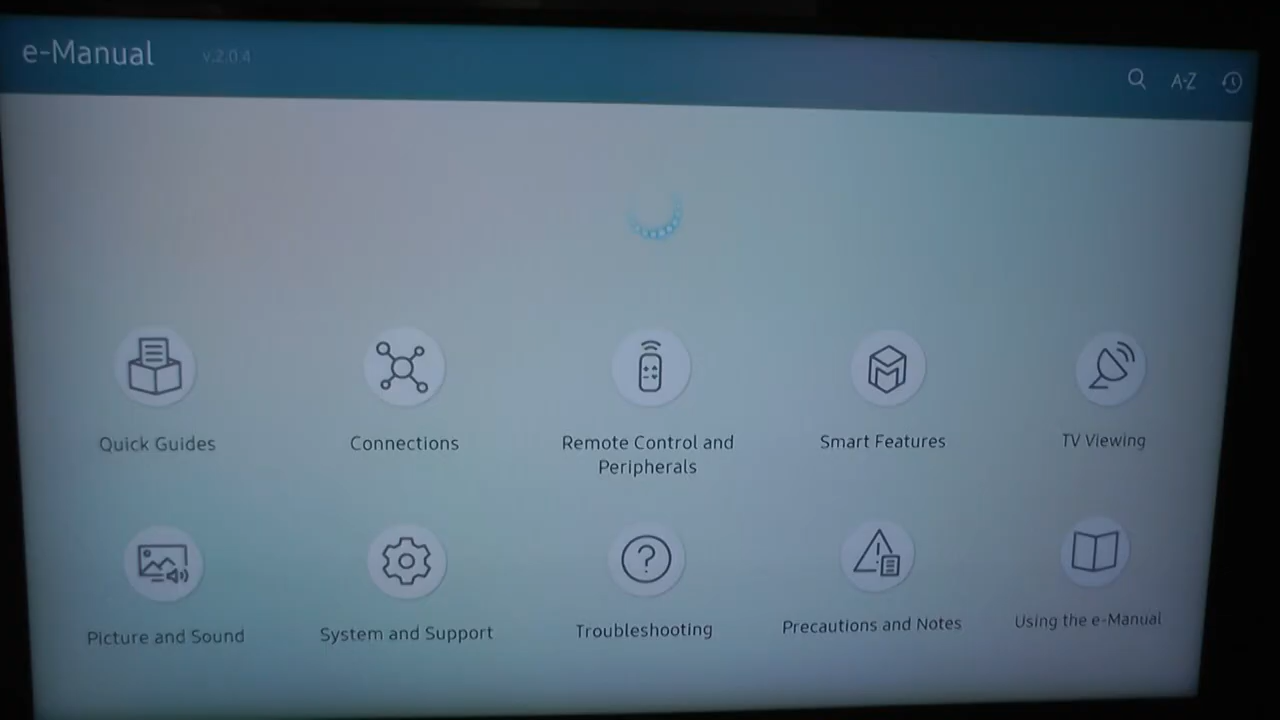 e-Manual v.2.0.4
A-Z
Quick Guides
Connections
Remote Control and
Peripherals
Smart Features
TV Viewing
Picture and Sound
System and Support
Troubleshooting
Precautions and Notes
Using the e-Manual